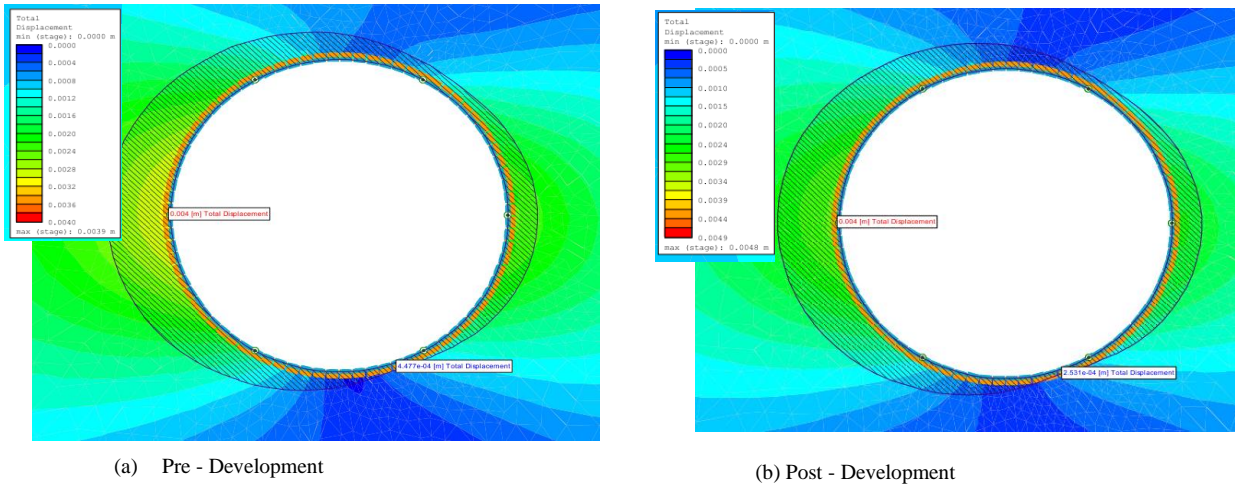 Total
Displacement
min (stage): 0.0000 m
0.0000
0.0004
0.0008
0.0012
0.0016
0.0020
0.0024
0.0028
0.0032
0.0036
0.0040
max (stage): 0.0039 m
0.004 [m] Total Displacement
4.477e-04 [m] Total Displacement
(a) Pre - Development
Total
Displacement
min (stage): 0.0000 m
0.0000
0.0005
0.0010
0.0015
0.0020
0.0024
0.0029
0.0034
0.0039
0.0044
0.0049
max (stage): 0.0048 m
0.004 [m] Total Displacement
2.531e-04 [m] Total Displacement
(b) Post - Development